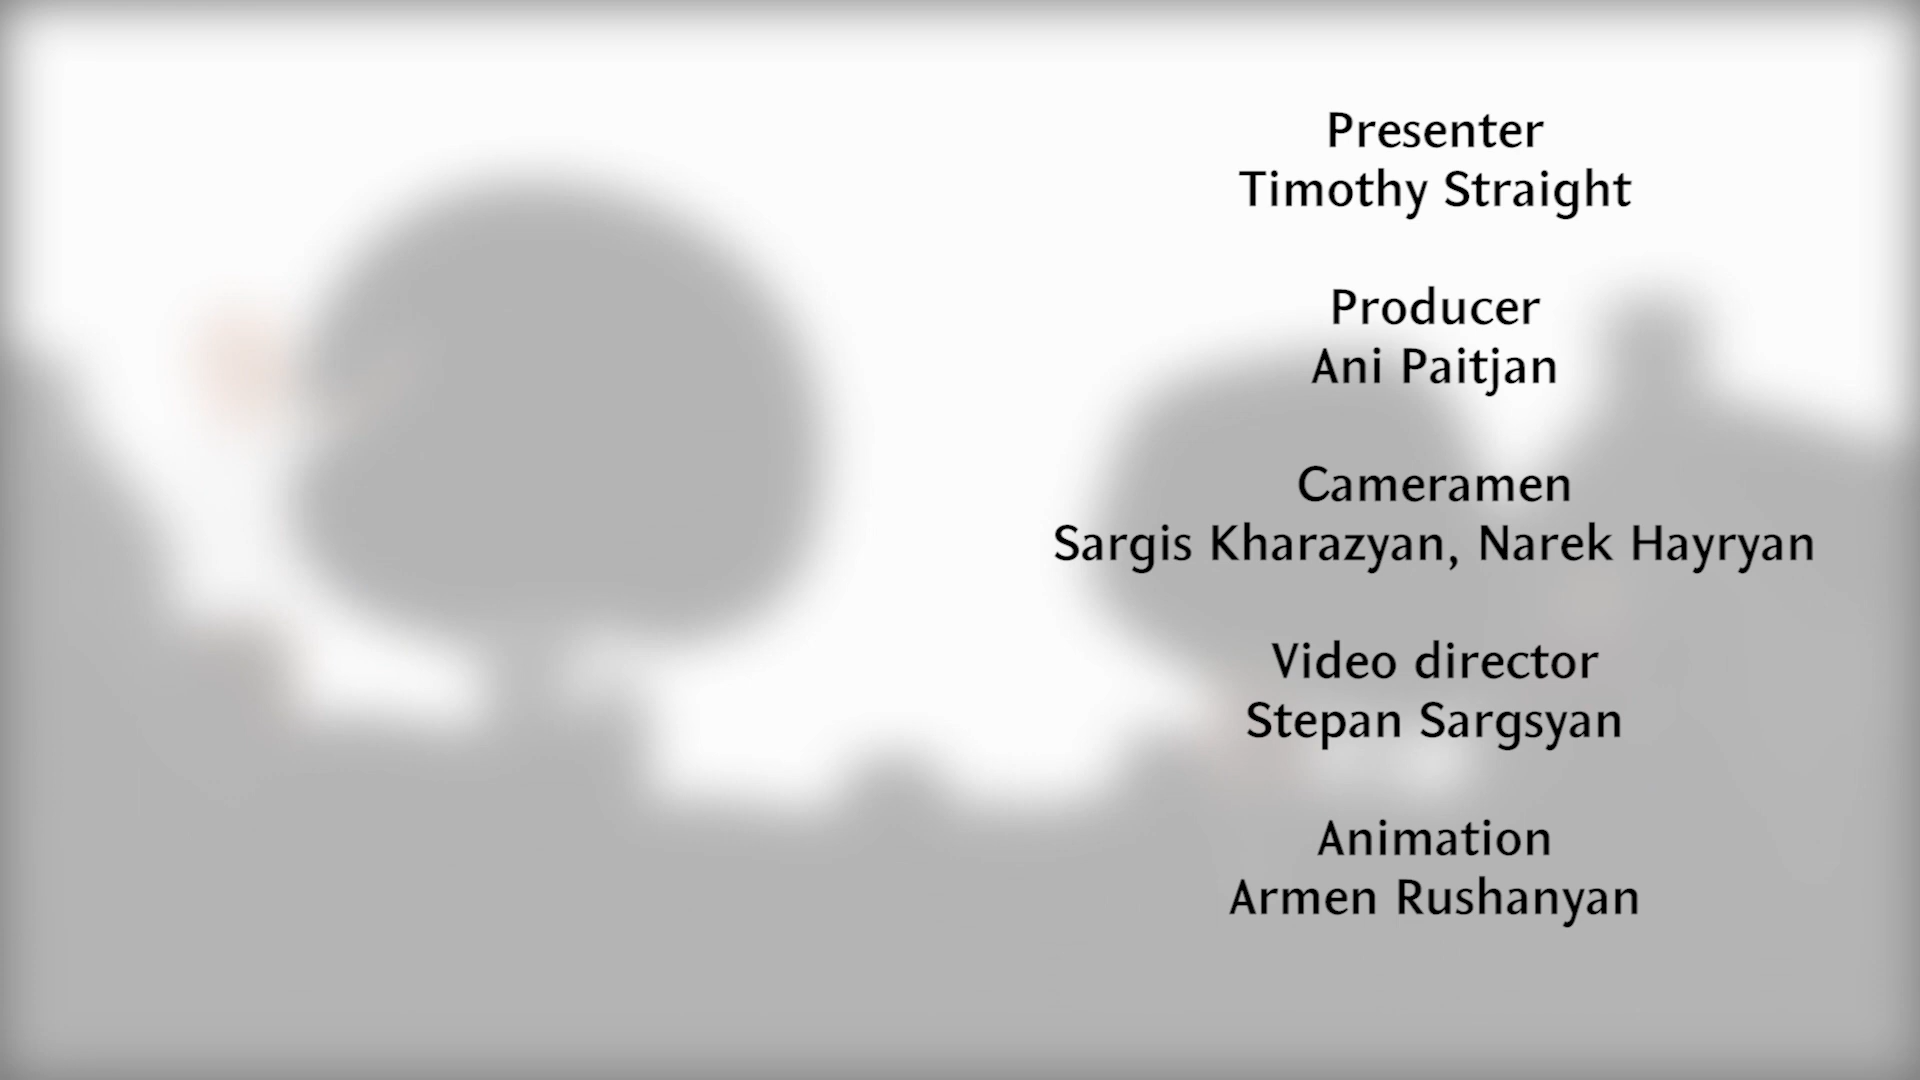 Presenter
Timothy Straight
Producer
Ani Paitjan
Cameramen
Sargis Kharazyan, Narek Hayryan
Video director
Stepan Sargsyan
Animation
Armen Rushanyan